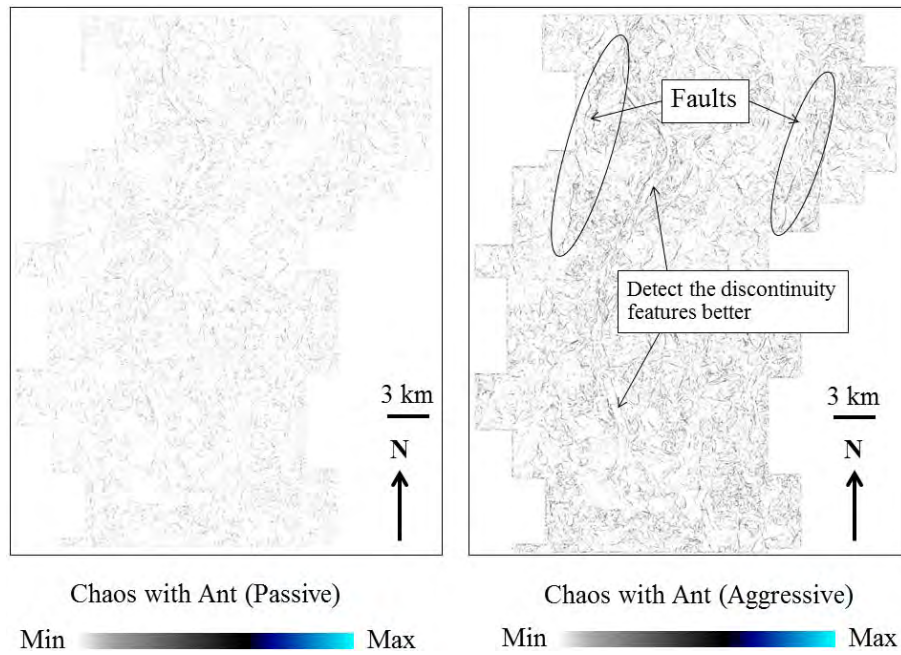 Faults
Detect the discontinuity
features better
3 km
N
3 km
N
Chaos with Ant (Passive)
Chaos with Ant (Aggressive)
Min
Max
Min
Max